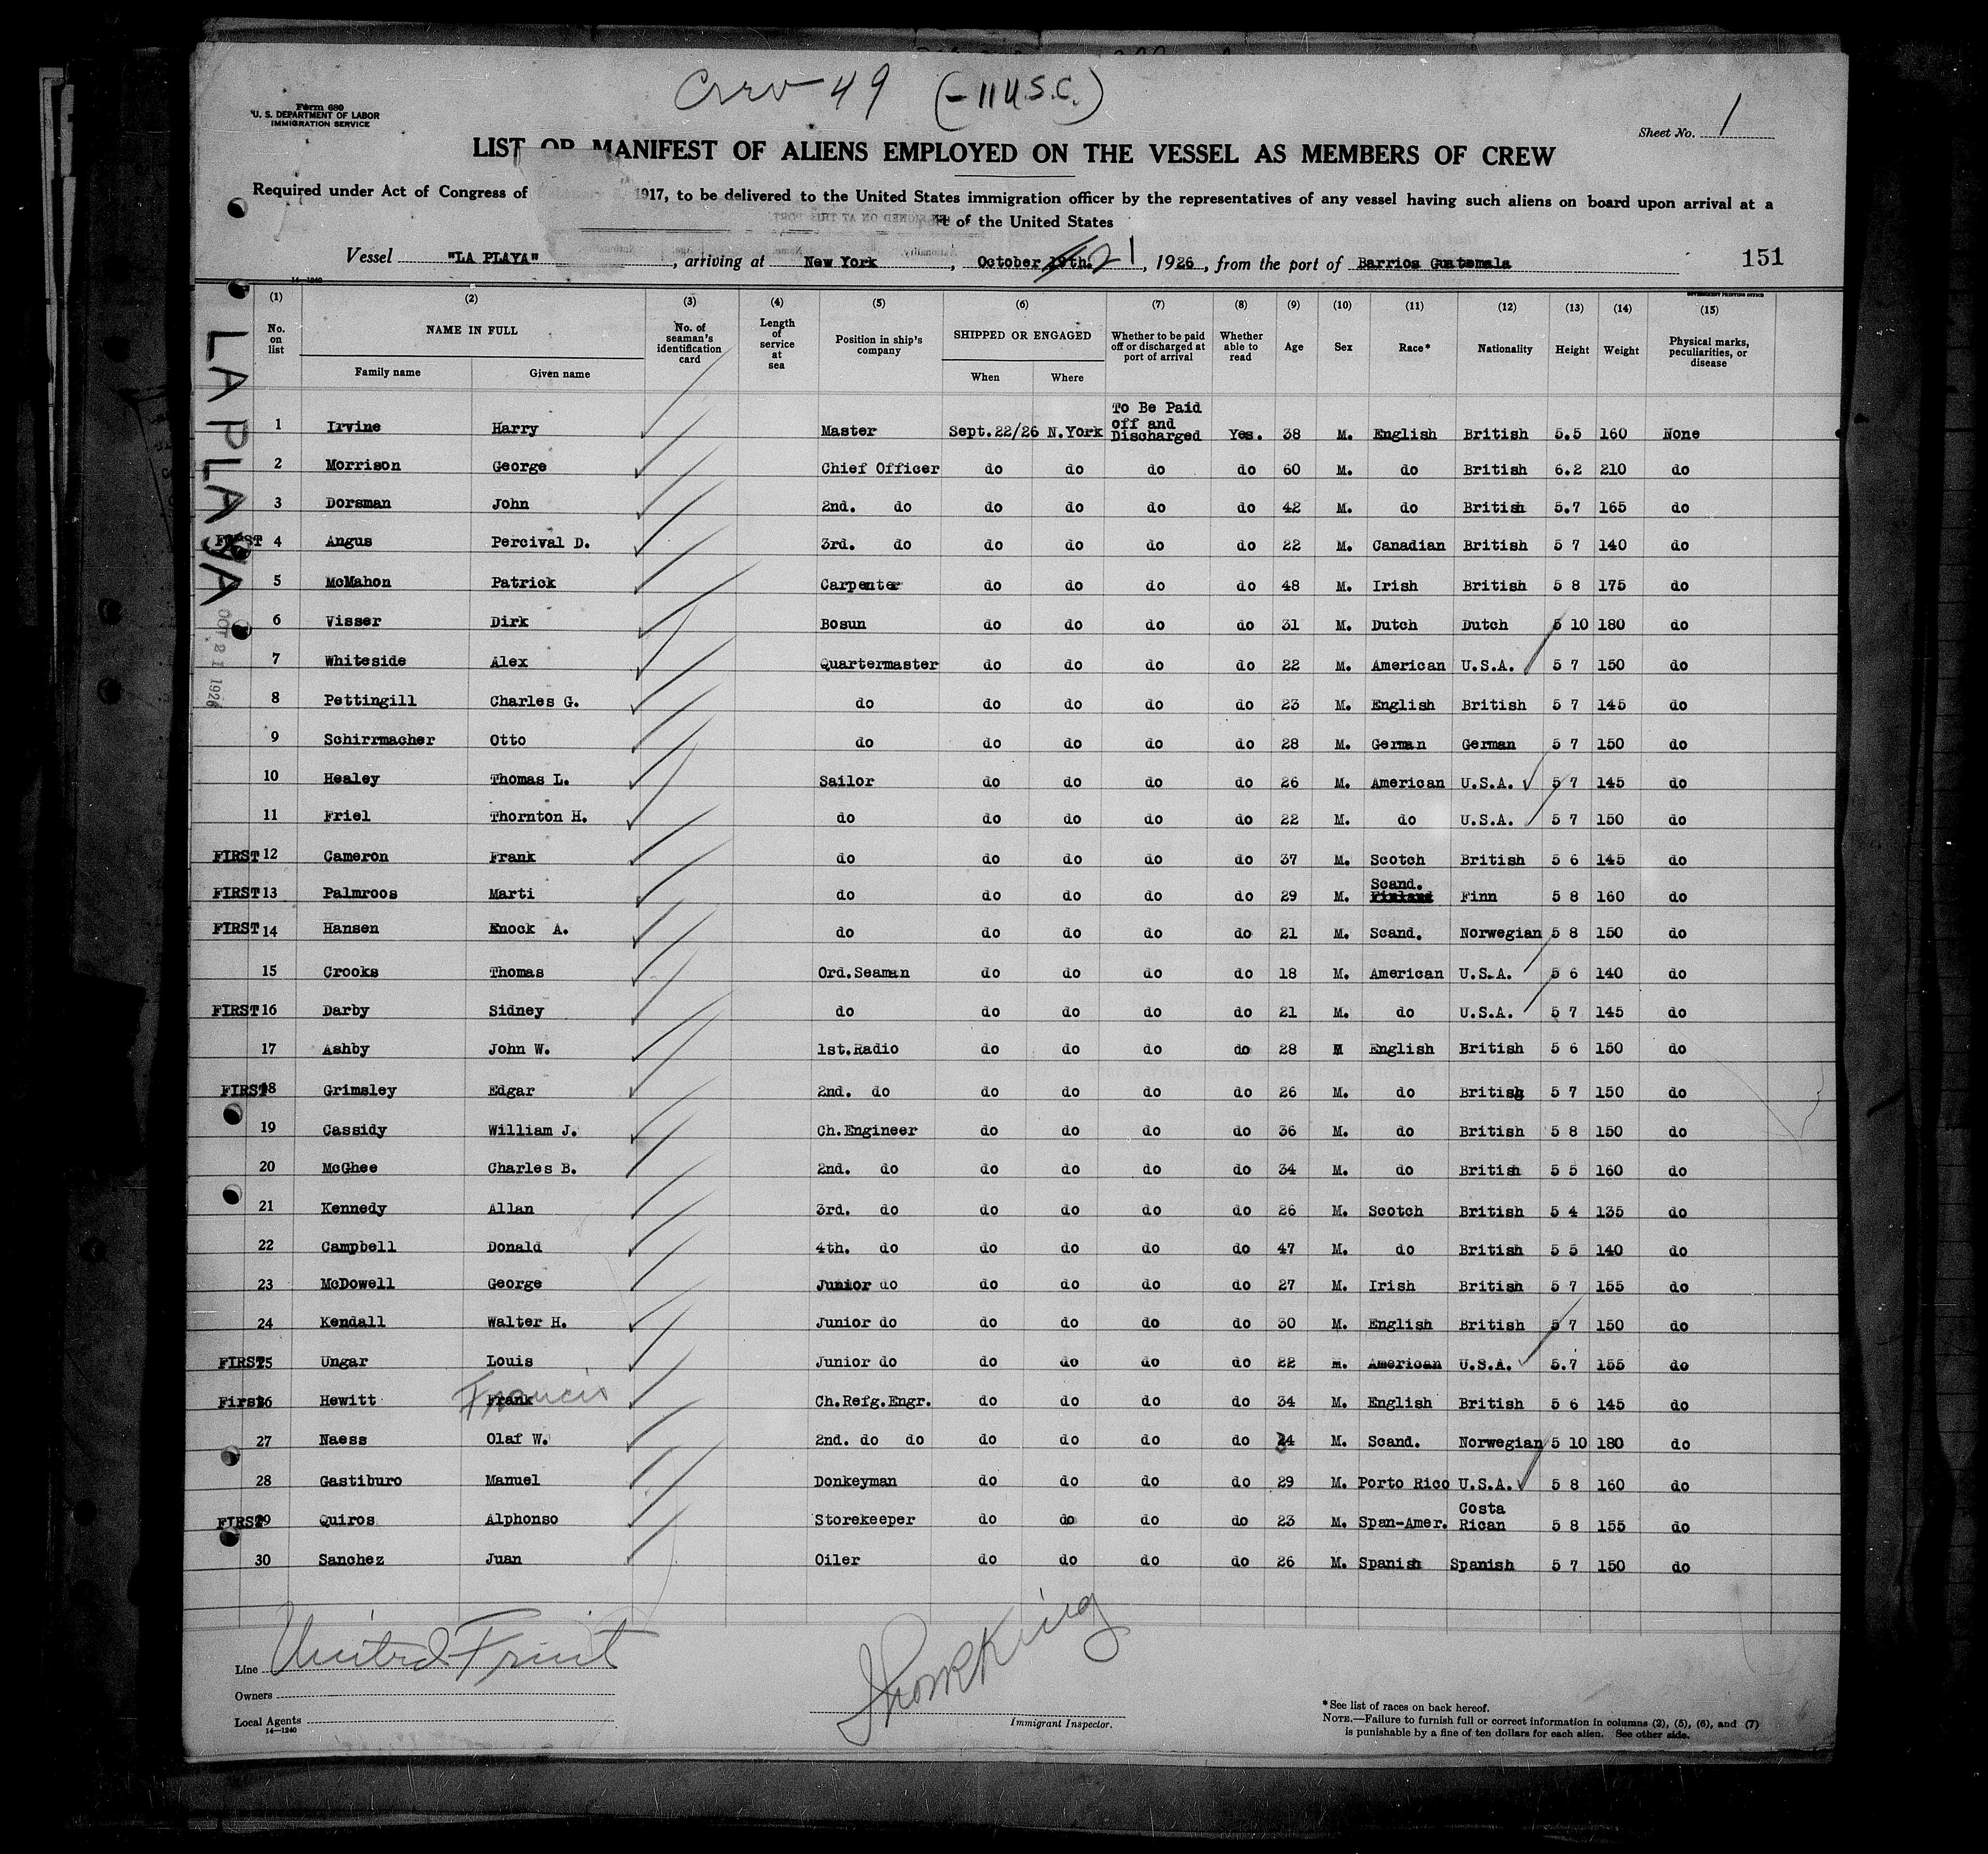 Crew 49 (-11 U.S.C.)
Form 680
U. S. DEPARTMENT OF LABOR
IMMIGRATION SERVICE
Sheet No. 1
LIST OR MANIFEST OF ALIENS EMPLOYED ON THE VESSEL AS MEMBERS OF CREW
Required under Act of Congress of 1917, to be delivered to the United States immigration officer by the representatives of any vessel having such aliens on board upon arrival at a
of the United States
Vessel "LA PLAYA", arriving at New York, October 19th. 21, 1926, from the port of Barrios Guatemala
151
14-1240
GOVERNMENT PRINTING OFFICE
LA PLAYA
OCT. 21 1926
(1) No. on list (2) NAME IN FULL Family name Given name (3) No. of seaman's identification card (4) Length of service at sea (5) Position in ship's company (6) SHIPPED OR ENGAGED When Where (7) Whether to be paid off or discharged at port of arrival (8) Whether able to read (9) Age (10) Sex (11) Race* (12) Nationality (13) Height (14) Weight (15) Physical marks, peculiarities, or disease
1 Irvine Harry Master Sept.22/26 N.York To Be Paid off and Discharged Yes. 38 M. English British 5.5 160 None
2 Morrison George Chief Officer do do do do 60 M. do British 6.2 210 do
3 Dorsman John 2nd. do do do do do 42 M. do British 5.7 165 do
FIRST 4 Angus Percival D. 3rd. do do do do do 22 M. Canadian British 5 7 140 do
5 McMahon Patrick Carpenter do do do do 48 M. Irish British 5 8 175 do
6 Visser Dirk Bosun do do do do 31 M. Dutch Dutch 5 10 180 do
7 Whiteside Alex Quartermaster do do do do 22 M. American U.S.A. 5 7 150 do
8 Pettingill Charles G. do do do do do 23 M. English British 5 7 145 do
9 Schirrmacher Otto do do do do do 28 M. German German 5 7 150 do
10 Healey Thomas L. Sailor do do do do 26 M. American U.S.A. 5 7 145 do
11 Friel Thornton H. do do do do do 22 M. do U.S.A. 5 7 150 do
FIRST 12 Cameron Frank do do do do do 37 M. Scotch British 5 6 145 do
FIRST 13 Palmroos Marti do do do do do 29 M. Scand. Finland Finn 5 8 160 do
FIRST 14 Hansen Enock A. do do do do do 21 M. Scand. Norwegian 5 8 150 do
15 Crooks Thomas Ord.Seaman do do do do 18 M. American U.S.A. 5 6 140 do
FIRST 16 Darby Sidney do do do do do 21 M. do U.S.A. 5 7 145 do
17 Ashby John W. 1st.Radio do do do do 28 M English British 5 6 150 do
FIRST 18 Grimsley Edgar 2nd. do do do do do 26 M. do British 5 7 150 do
19 Cassidy William J. Ch.Engineer do do do do 36 M. do British 5 8 150 do
20 McGhee Charles B. 2nd. do do do do do 34 M. do British 5 5 160 do
21 Kennedy Allan 3rd. do do do do do 26 M. Scotch British 5 4 135 do
22 Campbell Donald 4th. do do do do do 47 M. do British 5 5 140 do
23 McDowell George Junior do do do do do 27 M. Irish British 5 7 155 do
24 Kendall Walter H. Junior do do do do do 30 M. English British 5 7 150 do
FIRST 25 Ungar Louis Junior do do do do do 22 m. American U.S.A. 5.7 155 do
First 26 Hewitt Frank Francis Ch.Refg.Engr. do do do do 34 M. English British 5 6 145 do
27 Naess Olaf W. 2nd. do do do do do do 24 M. Scand. Norwegian 5 10 180 do
28 Gastiburo Manuel Donkeyman do do do do 29 M. Porto Rico U.S.A. 5 8 160 do
FIRST 29 Quiros Alphonso Storekeeper do do do do 23 M. Span-Amer. Costa Rican 5 8 155 do
30 Sanchez Juan Oiler do do do do 26 M. Spanish Spanish 5 7 150 do
Line United Fruit
Owners
Local Agents
14-1240
Immigrant Inspector.
*See list of races on back hereof.
NOTE.—Failure to furnish full or correct information in columns (2), (5), (6), and (7)
is punishable by a fine of ten dollars for each alien. See other side.